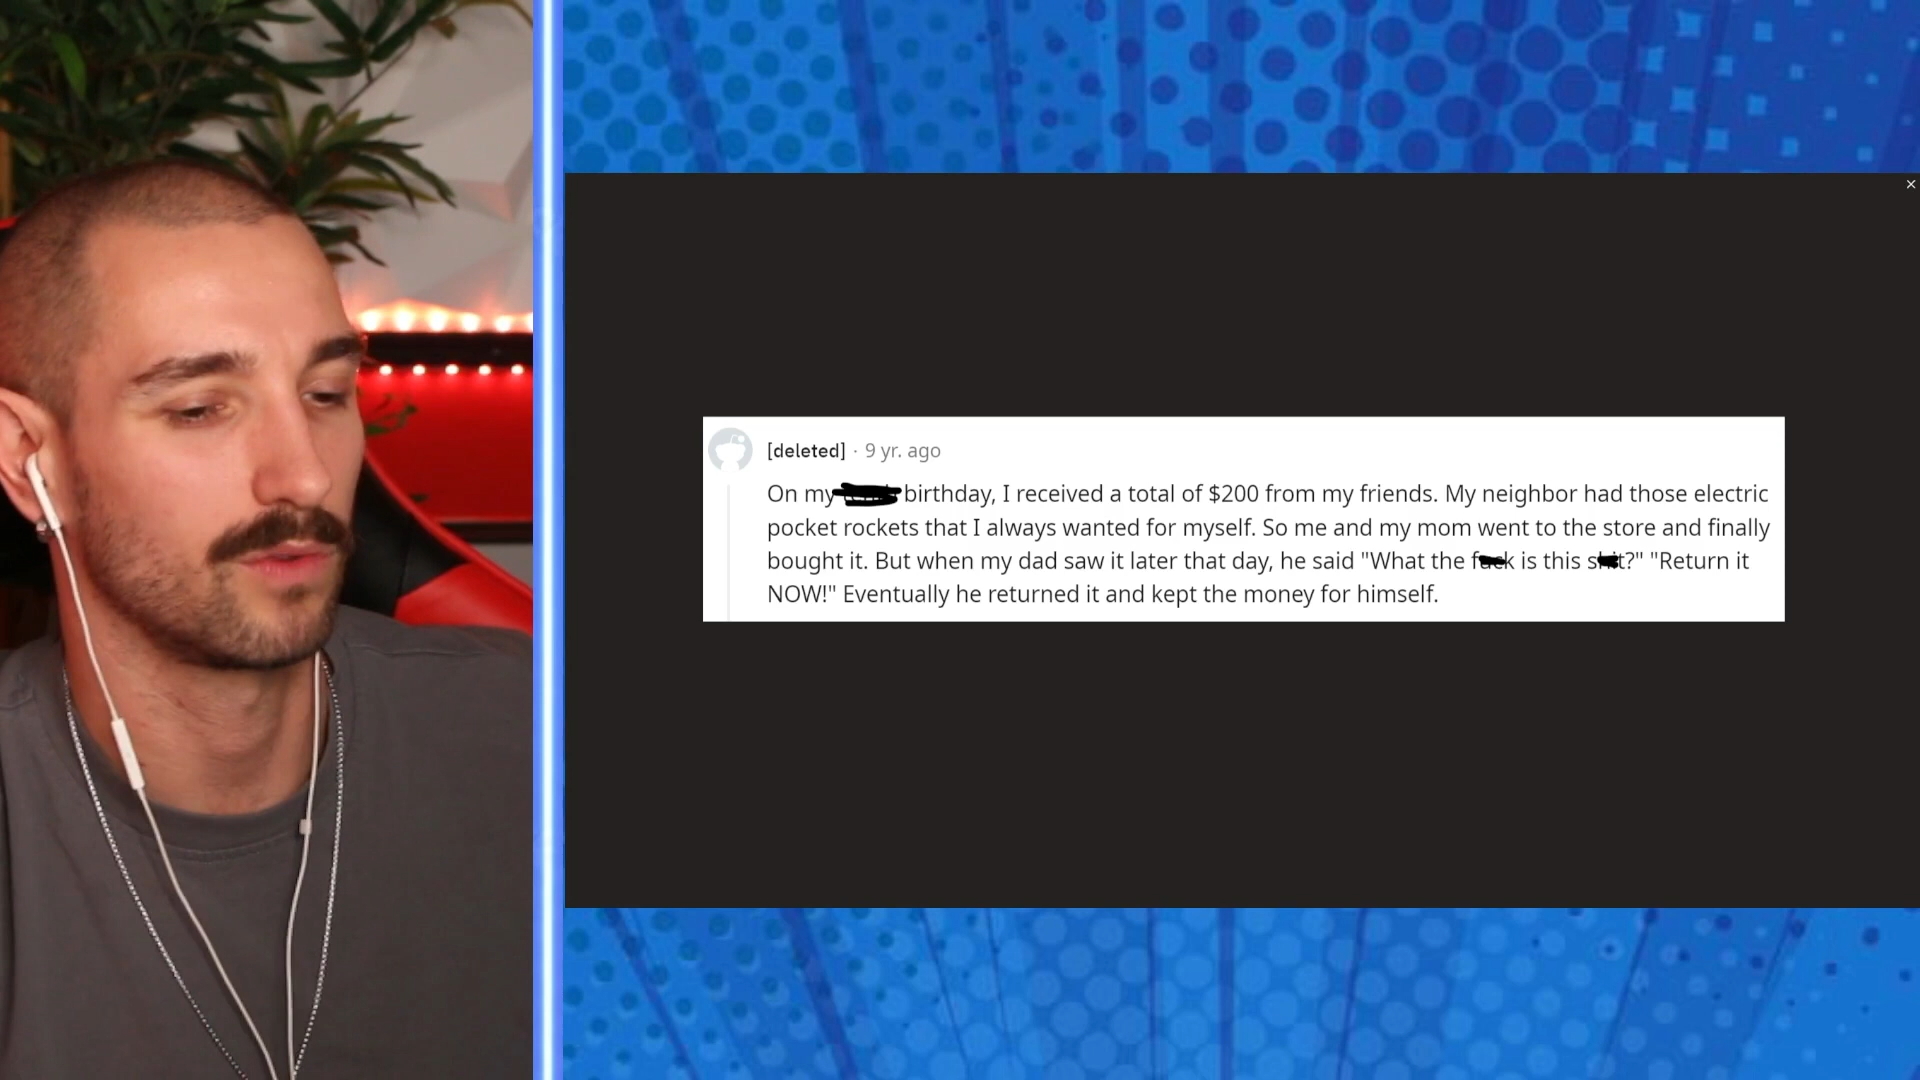 [deleted] · 9 yr. ago
On my birthday, I received a total of $200 from my friends. My neighbor had those electric
pocket rockets that I always wanted for myself. So me and my mom went to the store and finally
bought it. But when my dad saw it later that day, he said "What the fuck is this shit?" "Return it
NOW!" Eventually he returned it and kept the money for himself.